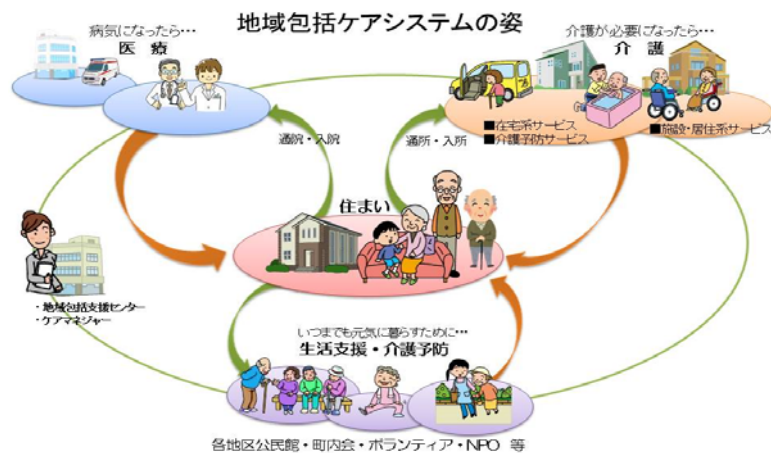 地域包括ケアシステムの姿
病気になったら…
医 療
介護が必要になったら…
介 護
■在宅系サービス
■介護予防サービス
■施設・居住系サービス
通院・入院
通所・入所
住まい
・地域包括支援センター
・ケアマネジャー
いつまでも元気に暮らすために…
生活支援・介護予防
各地区公民館・町内会・ボランティア・NPO 等